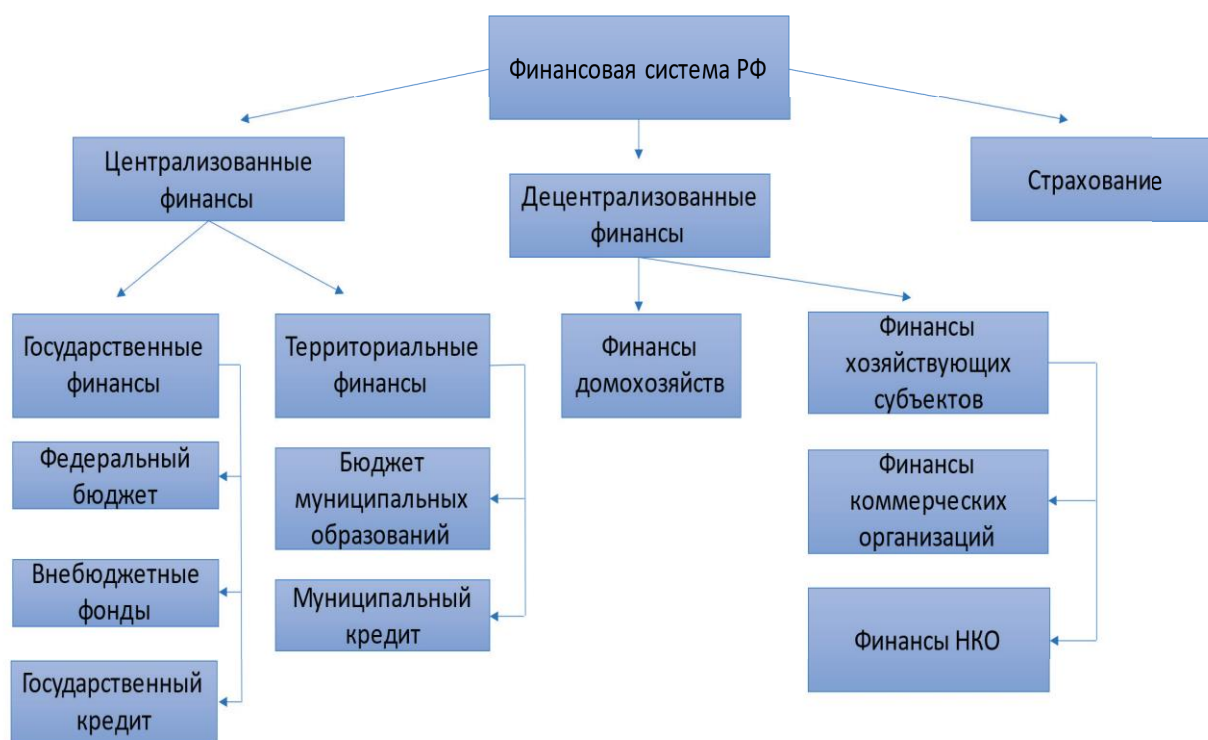 Финансовая система РФ
Централизованные
финансы
Децентрализованные
финансы
Страхование
Государственные
финансы
Федеральный
бюджет
Внебюджетные
фонды
Государственный
кредит
Территориальные
финансы
Бюджет
муниципальных
образований
Муниципальный
кредит
Финансы
домохозяйств
Финансы
хозяйствующих
субъектов
Финансы
коммерческих
организаций
Финансы НКО